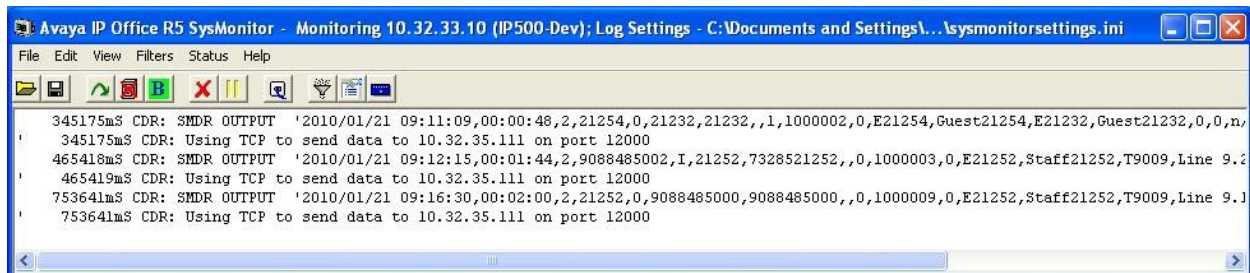 Avaya IP Office R5 SysMonitor - Monitoring 10.32.33.10 (IP500-Dev); Log Settings - C:\Documents and Settings\...\sysmonitorsettings.ini
File Edit View Filters Status Help
B
345175mS CDR: SMDR OUTPUT '2010/01/21 09:11:09,00:00:48,2,21254,0,21232,21232,,1,1000002,0,E21254,Guest21254,E21232,Guest21232,0,0,n/
' 345175mS CDR: Using TCP to send data to 10.32.35.111 on port 12000
465418mS CDR: SMDR OUTPUT '2010/01/21 09:12:15,00:01:44,2,9088485002,I,21252,7328521252,,0,1000003,0,E21252,Staff21252,T9009,Line 9.2
' 465419mS CDR: Using TCP to send data to 10.32.35.111 on port 12000
753641mS CDR: SMDR OUTPUT '2010/01/21 09:16:30,00:02:00,2,21252,0,9088485000,9088485000,,0,1000009,0,E21252,Staff21252,T9009,Line 9.1
' 753641mS CDR: Using TCP to send data to 10.32.35.111 on port 12000